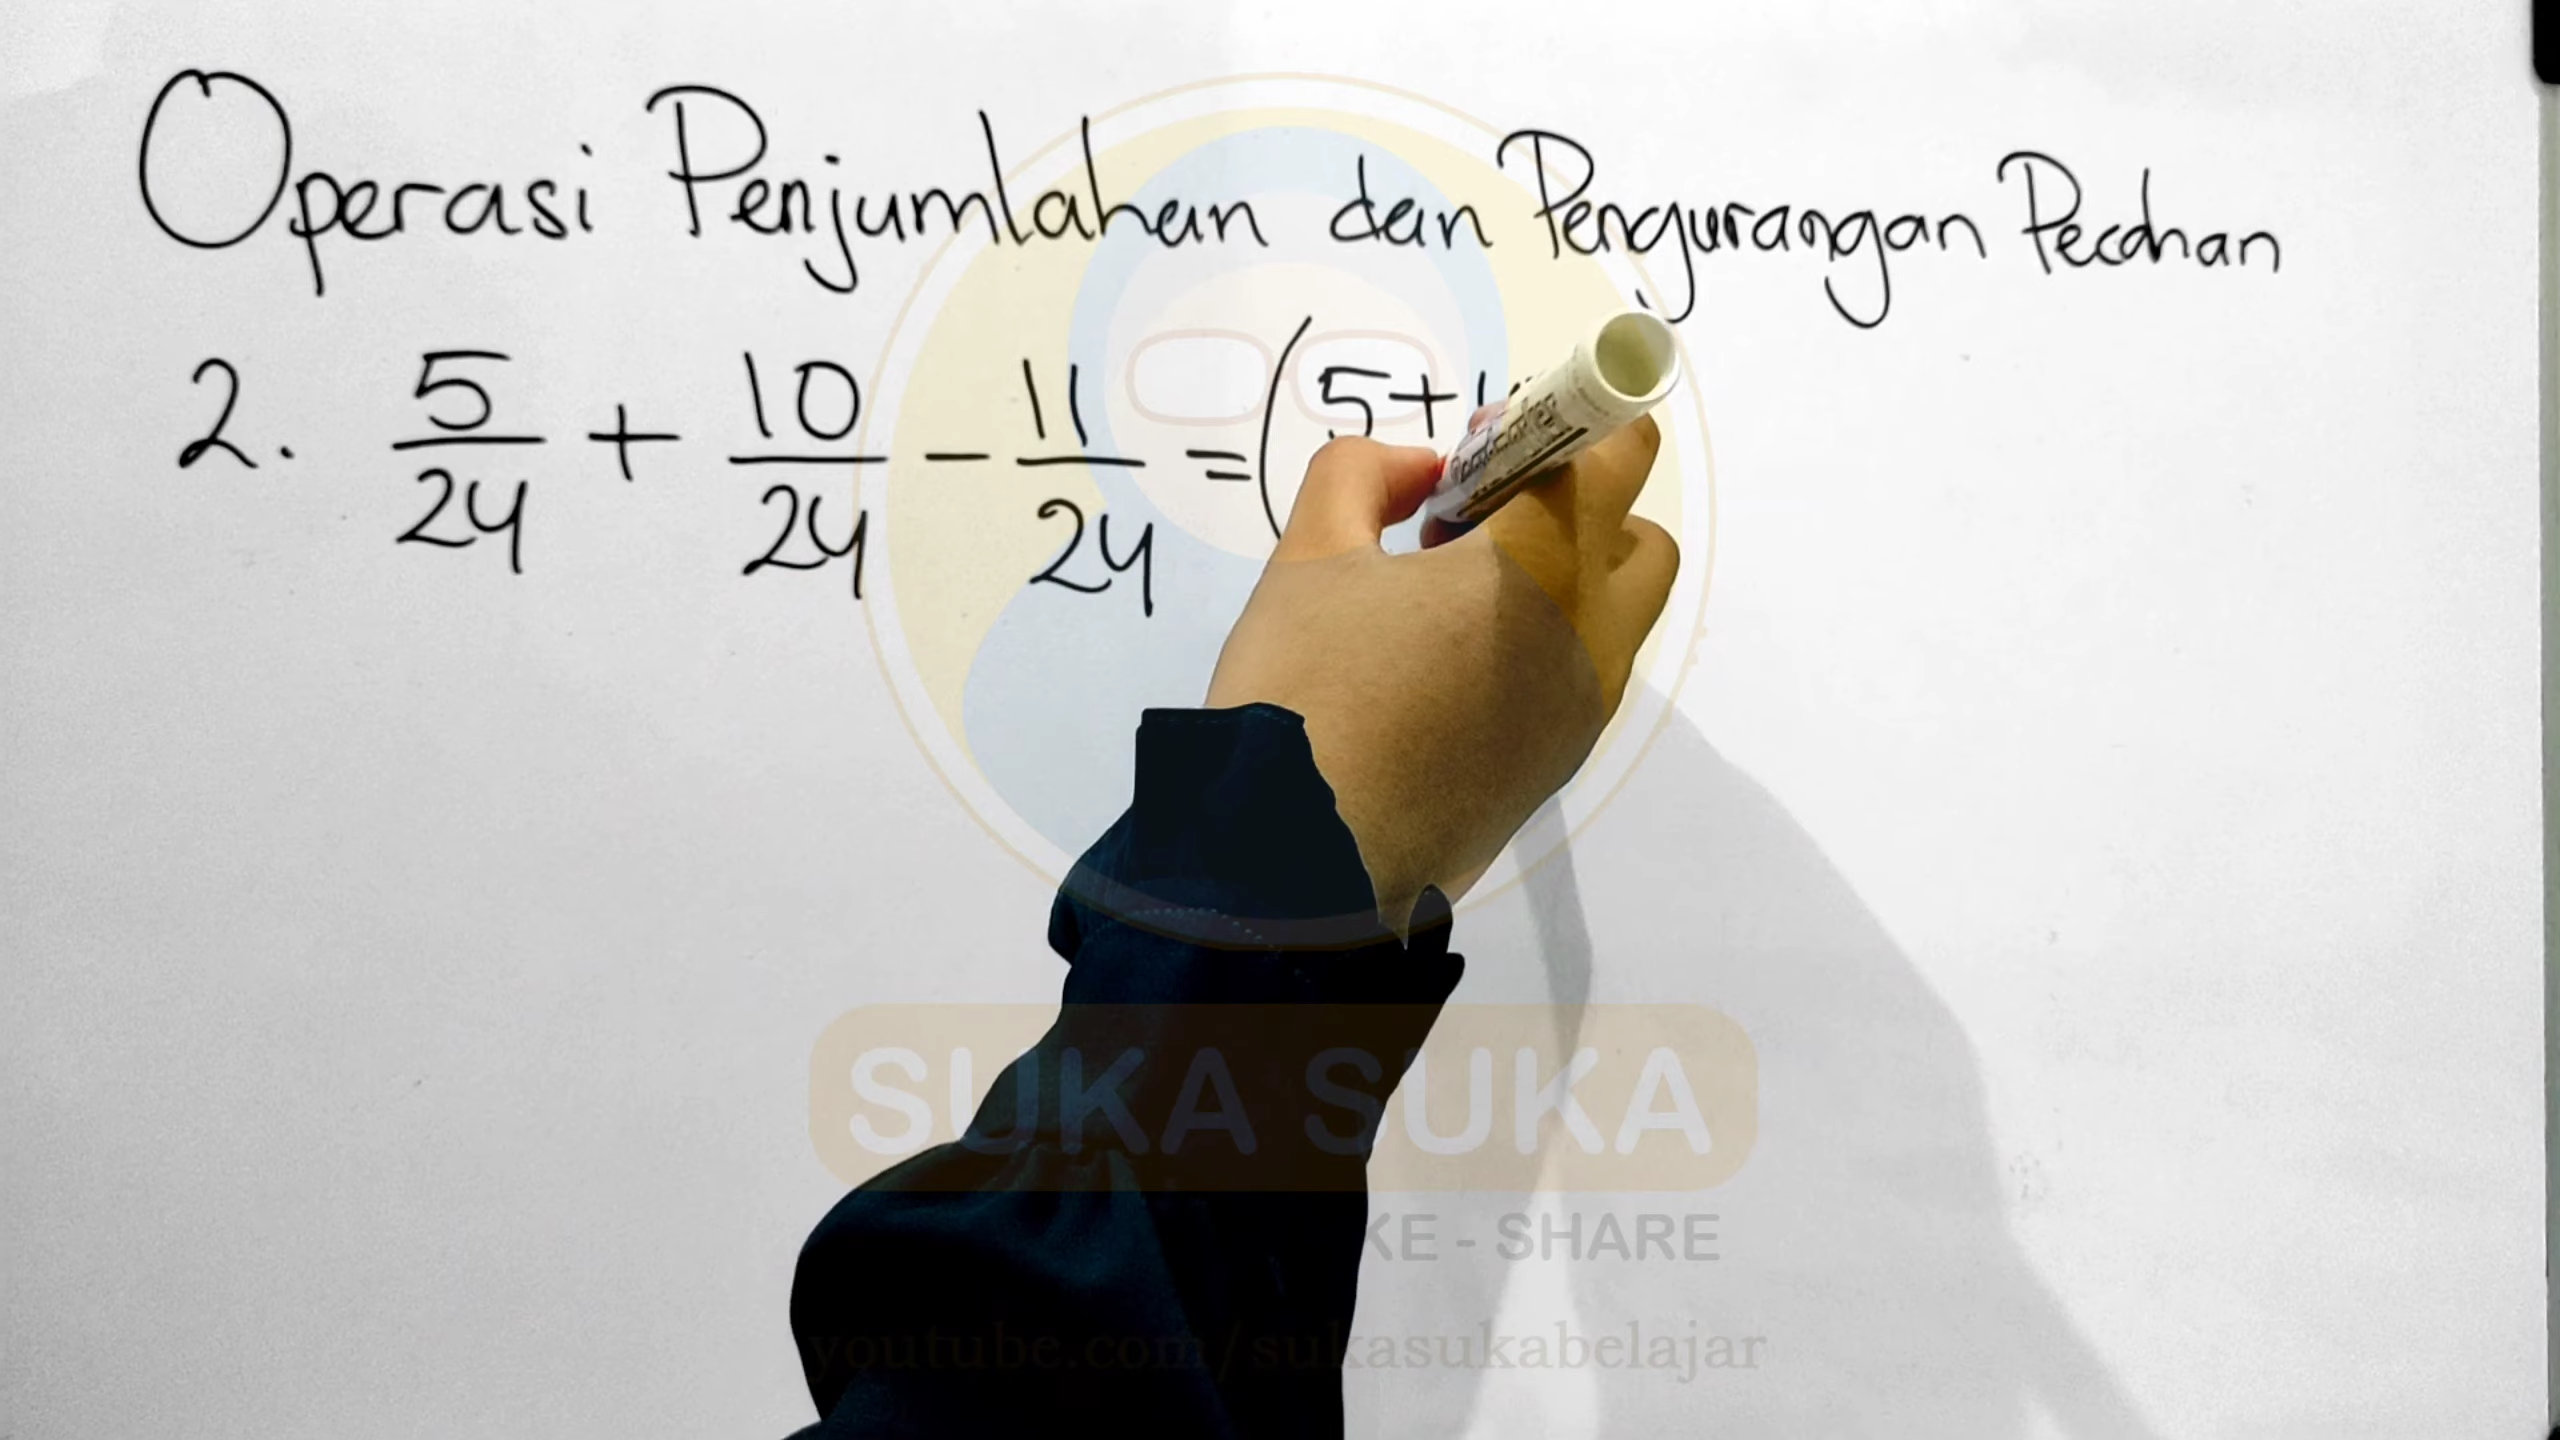 Operasi Penjumlahan dan Pengurangan Pecahan
2. 5/24 + 10/24 - 11/24 = (5+1
SUKA SUKA
KE - SHARE
youtube.com/sukasukabelajar